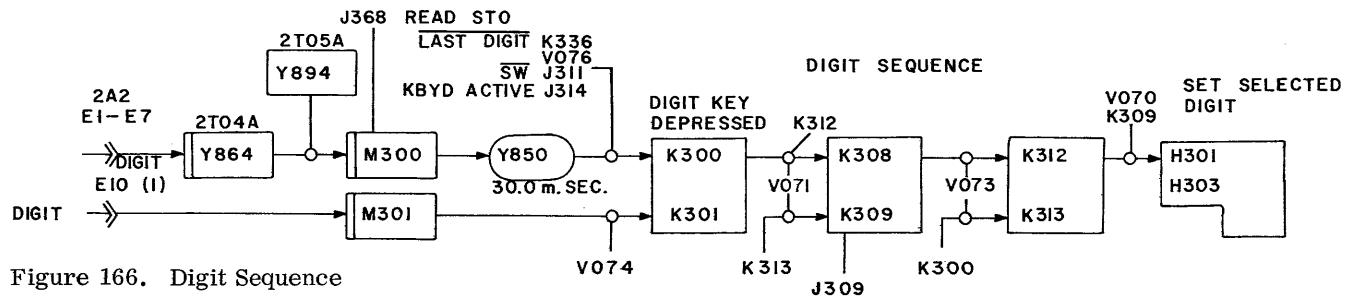 J368 READ STO
LAST DIGIT K336
V076
SW J311
KBYD ACTIVE J314
2T05A
Y894
2A2
E1-E7
2T04A
Y864
DIGIT
E10 (1)
M300
Y850
30.0 m. SEC.
DIGIT
M301
V074
DIGIT KEY
DEPRESSED
K300
K301
DIGIT SEQUENCE
K312
V071
K313
K308
K309
J309
V073
K300
K312
K313
V070
K309
SET SELECTED
DIGIT
H301
H303
Figure 166. Digit Sequence